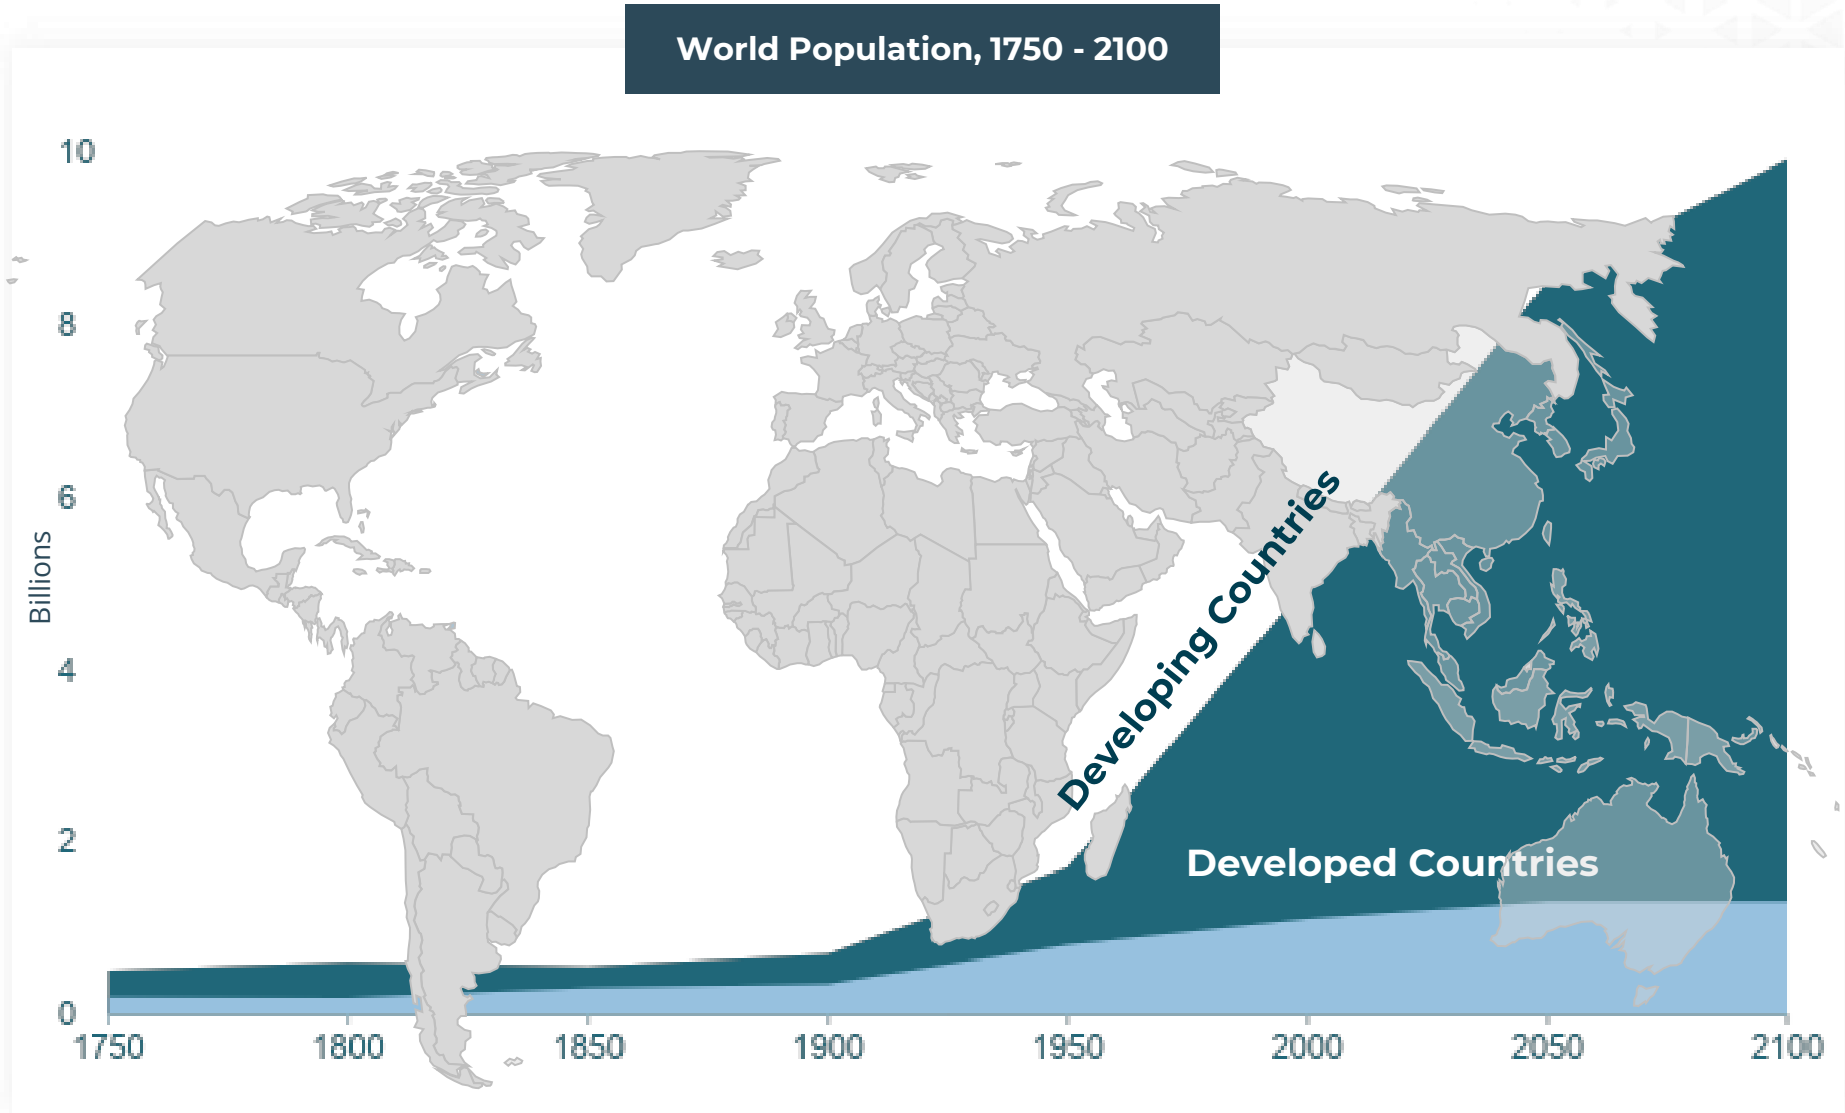 World Population, 1750 - 2100
10
8
6
4
2
0
Billions
Developing Countries
Developed Countries
1750 1800 1850 1900 1950 2000 2050 2100